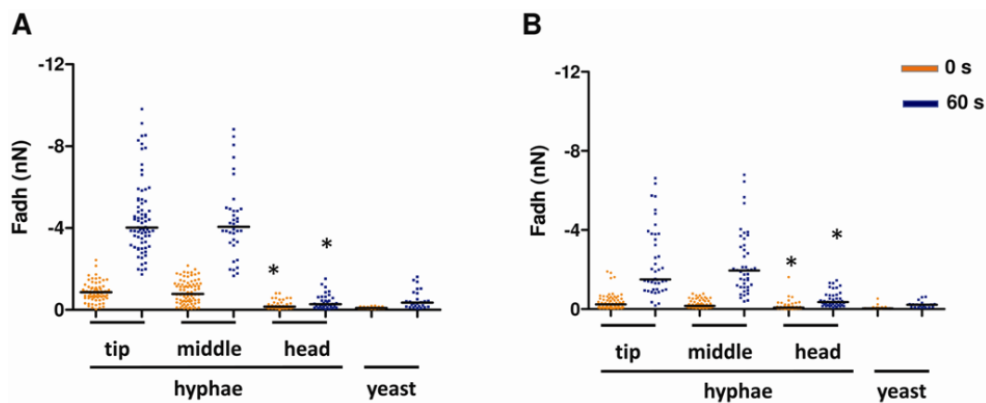 A
B
-12
-8
-4
0
Fadh (nN)
tip
middle
head
hyphae
yeast
*
*
-12
-8
-4
0
Fadh (nN)
tip
middle
head
hyphae
yeast
*
*
0 s
60 s